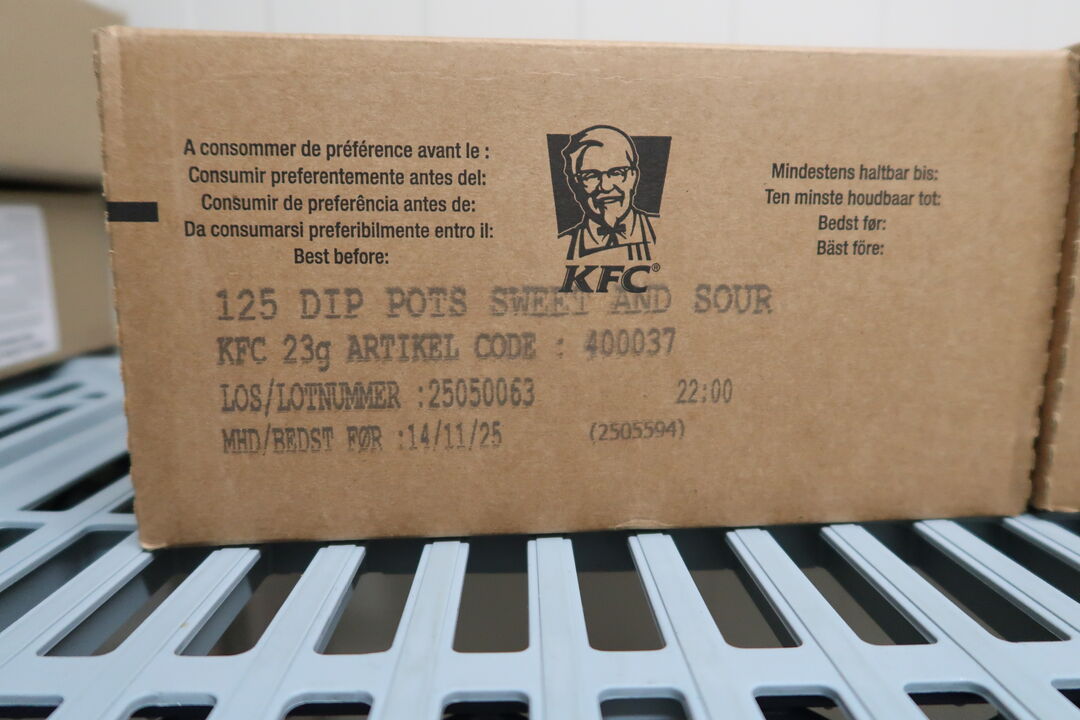 A consommer de préférence avant le :
Consumir preferentemente antes del:
Consumir de preferência antes de:
Da consumarsi preferibilmente entro il:
Best before:
KFC®
Mindestens haltbar bis:
Ten minste houdbaar tot:
Bedst før:
Bäst före:
125 DIP POTS SWEET AND SOUR
KFC 23g ARTIKEL CODE : 400037
LOS/LOTNUMMER :25050063 22:00
MHD/BEDST FØR :14/11/25 (2505594)